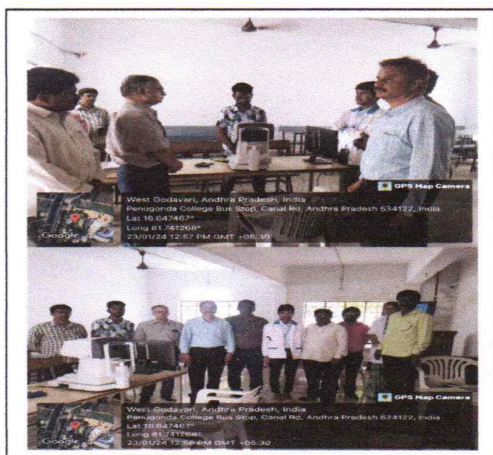 GPS Map Camera
West Godavari, Andhra Pradesh, India
Penugonda College Bus Stop, Canal Rd, Andhra Pradesh 534122, India
Lat 16.647467°
Long 81.741268°
23/01/24 12:57 PM GMT +05:30
Google
GPS Map Camera
West Godavari, Andhra Pradesh, India
Penugonda College Bus Stop, Canal Rd, Andhra Pradesh 534122, India
Lat 16.647467°
Long 81.741268°
23/01/24 12:56 PM GMT +05:30
Google